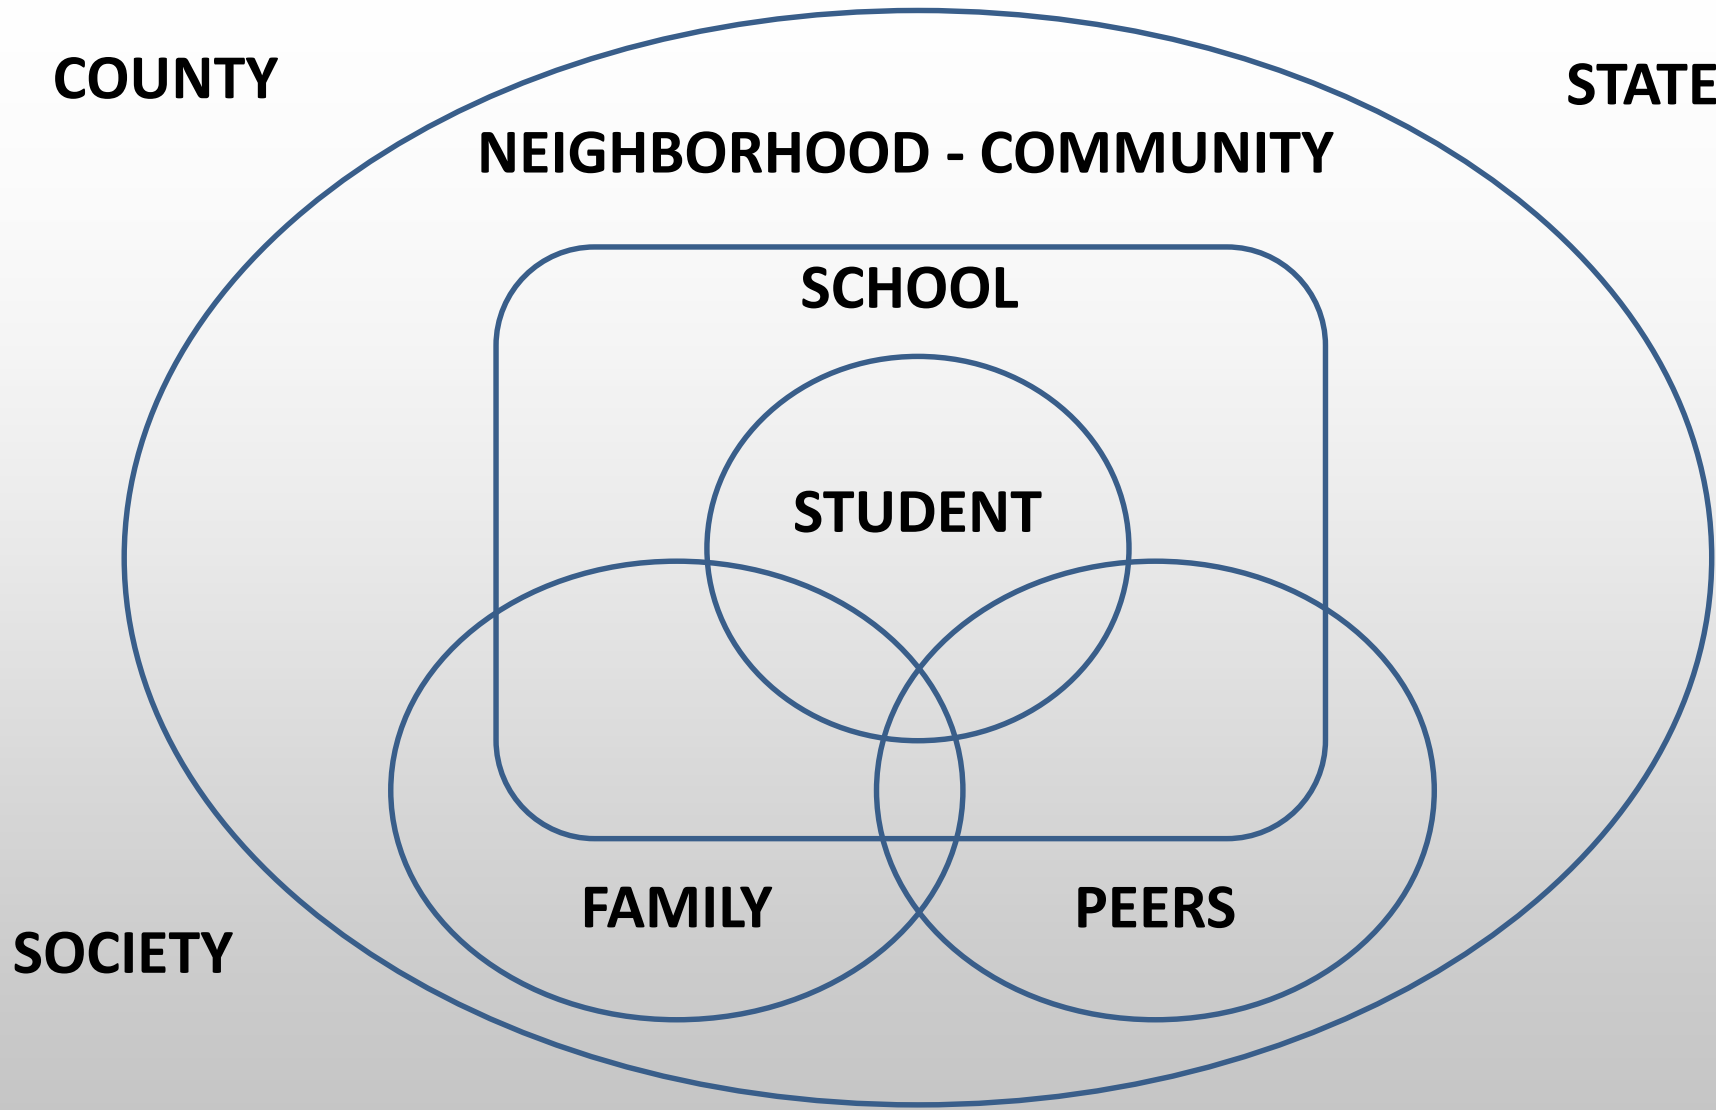 COUNTY
STATE
NEIGHBORHOOD - COMMUNITY
SCHOOL
STUDENT
FAMILY
PEERS
SOCIETY